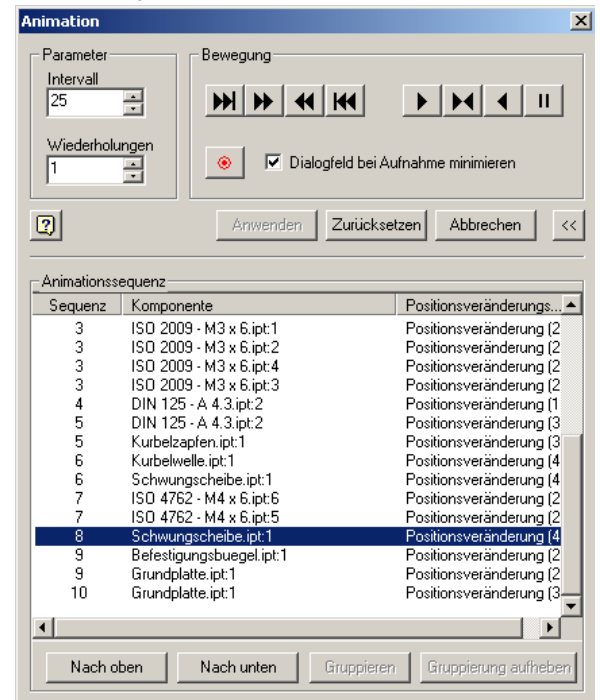 Animation
Parameter
Bewegung
Intervall
25
Wiederholungen
1
Dialogfeld bei Aufnahme minimieren
Anwenden Zurücksetzen Abbrechen <<
Animationssequenz
Sequenz Komponente Positionsveränderungs...
3 ISO 2009 - M3 x 6.ipt:1 Positionsveränderung (2
3 ISO 2009 - M3 x 6.ipt:2 Positionsveränderung (2
3 ISO 2009 - M3 x 6.ipt:4 Positionsveränderung (2
3 ISO 2009 - M3 x 6.ipt:3 Positionsveränderung (2
4 DIN 125 - A 4.3.ipt:2 Positionsveränderung (1
5 DIN 125 - A 4.3.ipt:2 Positionsveränderung (3
5 Kurbelzapfen.ipt:1 Positionsveränderung (3
6 Kurbelwelle.ipt:1 Positionsveränderung (4
6 Schwungscheibe.ipt:1 Positionsveränderung (4
7 ISO 4762 - M4 x 6.ipt:6 Positionsveränderung (2
7 ISO 4762 - M4 x 6.ipt:5 Positionsveränderung (2
8 Schwungscheibe.ipt:1 Positionsveränderung (4
9 Befestigungsbuegel.ipt:1 Positionsveränderung (2
9 Grundplatte.ipt:1 Positionsveränderung (2
10 Grundplatte.ipt:1 Positionsveränderung (3
Nach oben Nach unten Gruppieren Gruppierung aufheben